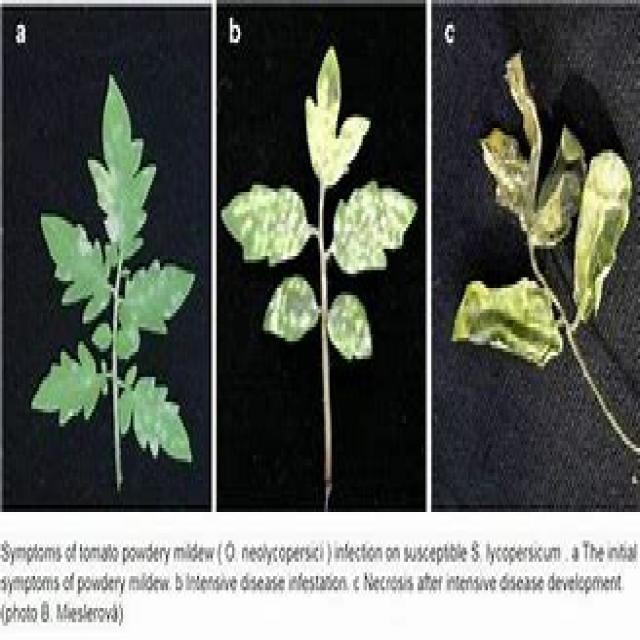 a b c
Symptoms of tomato powdery mildew ( O. neolycopersici ) infection on susceptible S. lycopersicum . a The initial
symptoms of powdery mildew. b Intensive disease infestation. c Necrosis after intensive disease development
(photo B. Mieslerová)